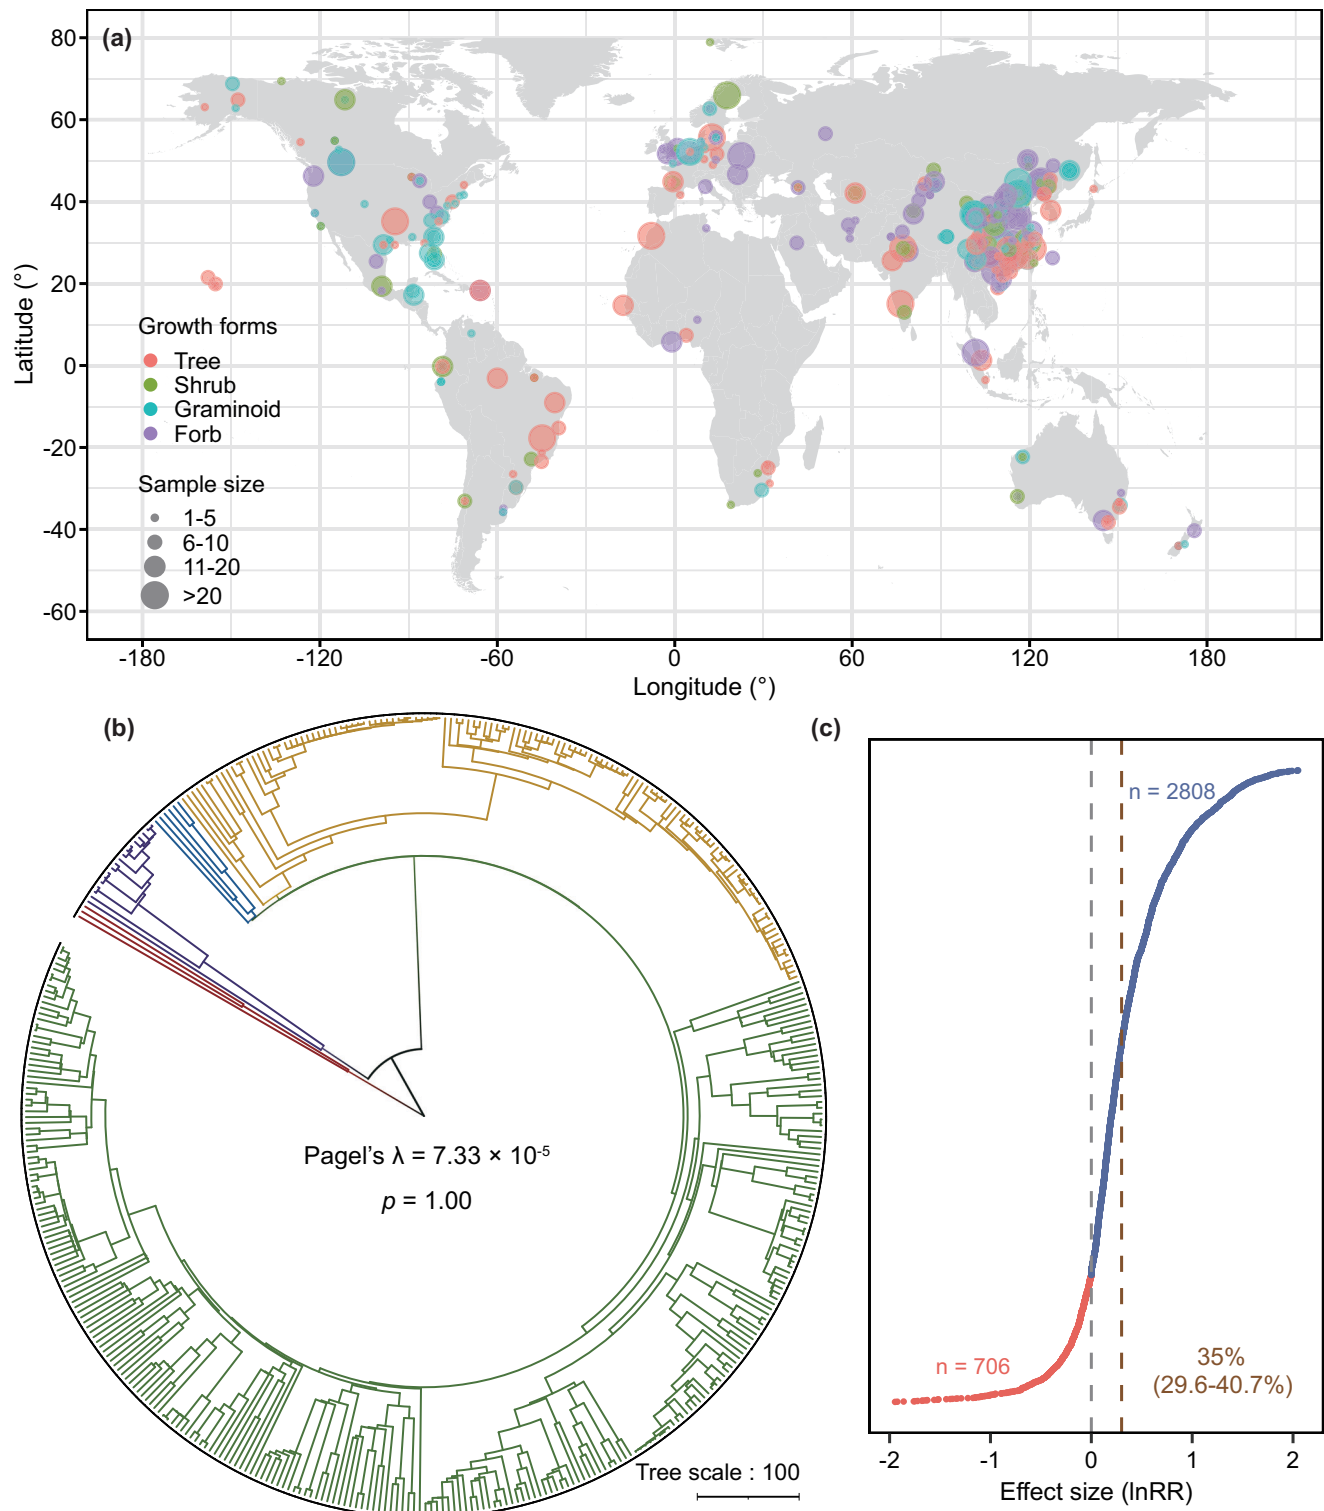 (a)
80
60
40
20
0
-20
-40
-60
Latitude (°)
Growth forms
Tree
Shrub
Graminoid
Forb
Sample size
1-5
6-10
11-20
>20
-180 -120 -60 0 60 120 180
Longitude (°)
(b)
Pagel's λ = 7.33 × 10-5
p = 1.00
Tree scale : 100
(c)
n = 2808
n = 706
35%
(29.6-40.7%)
-2 -1 0 1 2
Effect size (lnRR)